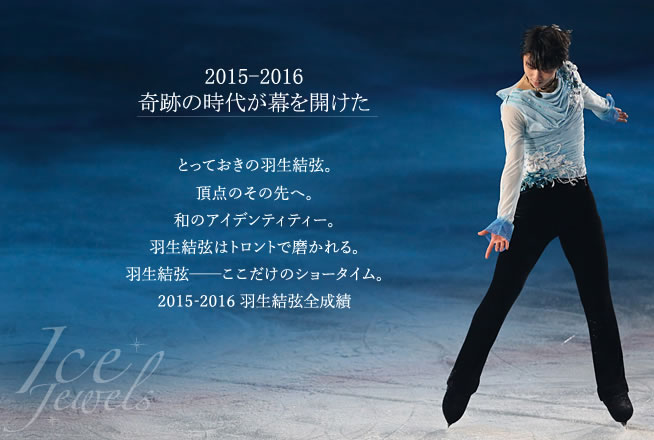 2015–2016
奇跡の時代が幕を開けた
とっておきの羽生結弦。
頂点のその先へ。
和のアイデンティティー。
羽生結弦はトロントで磨かれる。
羽生結弦──ここだけのショータイム。
2015-2016 羽生結弦全成績
Ice
Jewels